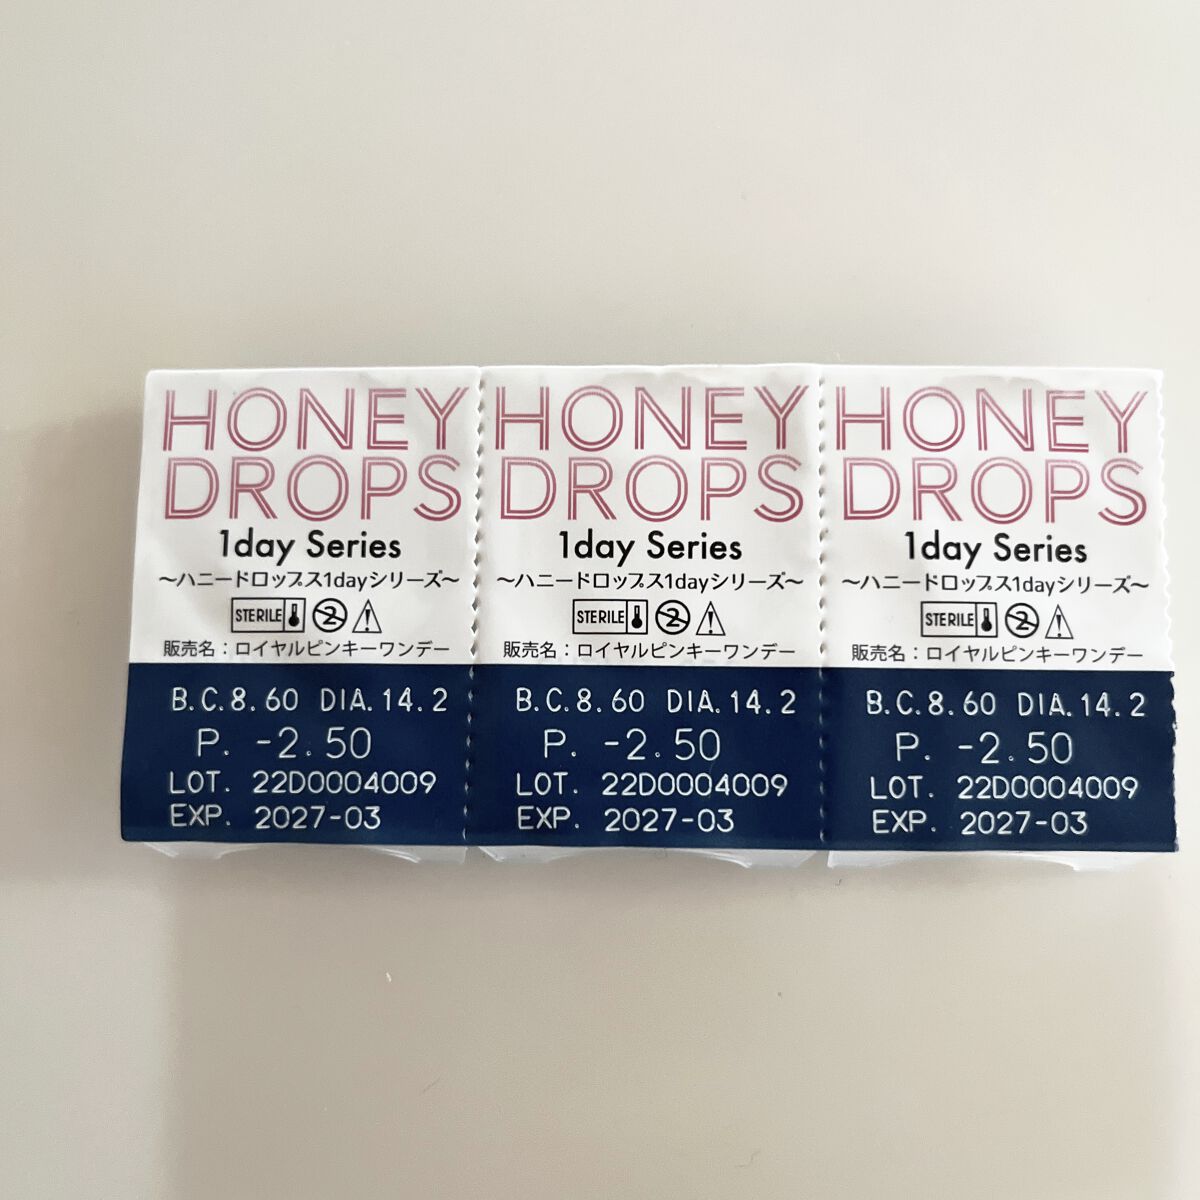 HONEY
DROPS
1day Series
～ハニードロップス1dayシリーズ～
STERILE 2
販売名：ロイヤルピンキーワンデー
B.C.8.60 DIA.14.2
P. -2.50
LOT. 22D0004009
EXP. 2027-03
HONEY
DROPS
1day Series
～ハニードロップス1dayシリーズ～
STERILE 2
販売名：ロイヤルピンキーワンデー
B.C.8.60 DIA.14.2
P. -2.50
LOT. 22D0004009
EXP. 2027-03
HONEY
DROPS
1day Series
～ハニードロップス1dayシリーズ～
STERILE 2
販売名：ロイヤルピンキーワンデー
B.C.8.60 DIA.14.2
P. -2.50
LOT. 22D0004009
EXP. 2027-03